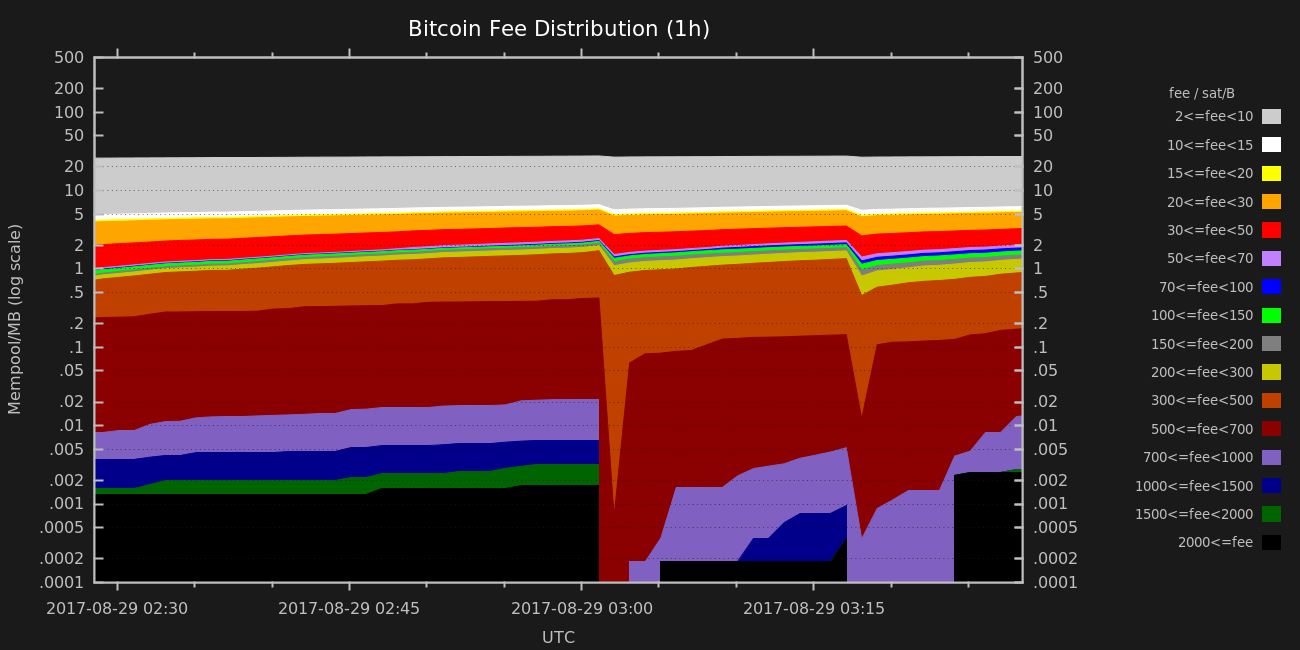 Bitcoin Fee Distribution (1h)
500
200
100
50
20
10
5
2
1
.5
.2
.1
.05
.02
.01
.005
.002
.001
.0005
.0002
.0001
Mempool/MB (log scale)
500
200
100
50
20
10
5
2
1
.5
.2
.1
.05
.02
.01
.005
.002
.001
.0005
.0002
.0001
2017-08-29 02:30
2017-08-29 02:45
2017-08-29 03:00
2017-08-29 03:15
UTC
fee / sat/B
2<=fee<10
10<=fee<15
15<=fee<20
20<=fee<30
30<=fee<50
50<=fee<70
70<=fee<100
100<=fee<150
150<=fee<200
200<=fee<300
300<=fee<500
500<=fee<700
700<=fee<1000
1000<=fee<1500
1500<=fee<2000
2000<=fee